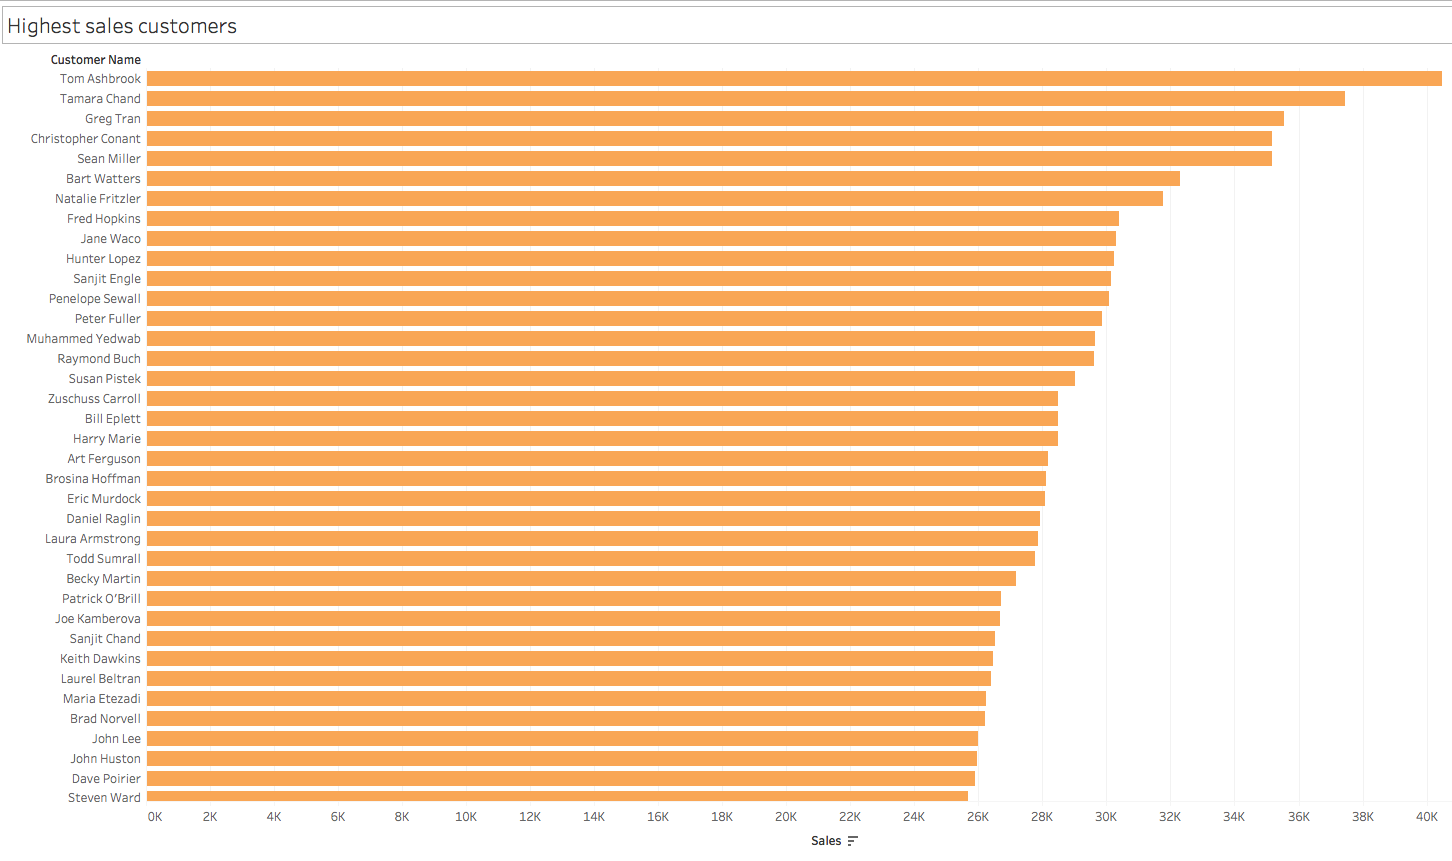 Highest sales customers
Customer Name
Tom Ashbrook
Tamara Chand
Greg Tran
Christopher Conant
Sean Miller
Bart Watters
Natalie Fritzler
Fred Hopkins
Jane Waco
Hunter Lopez
Sanjit Engle
Penelope Sewall
Peter Fuller
Muhammed Yedwab
Raymond Buch
Susan Pistek
Zuschuss Carroll
Bill Eplett
Harry Marie
Art Ferguson
Brosina Hoffman
Eric Murdock
Daniel Raglin
Laura Armstrong
Todd Sumrall
Becky Martin
Patrick O'Brill
Joe Kamberova
Sanjit Chand
Keith Dawkins
Laurel Beltran
Maria Etezadi
Brad Norvell
John Lee
John Huston
Dave Poirier
Steven Ward
0K 2K 4K 6K 8K 10K 12K 14K 16K 18K 20K 22K 24K 26K 28K 30K 32K 34K 36K 38K 40K
Sales